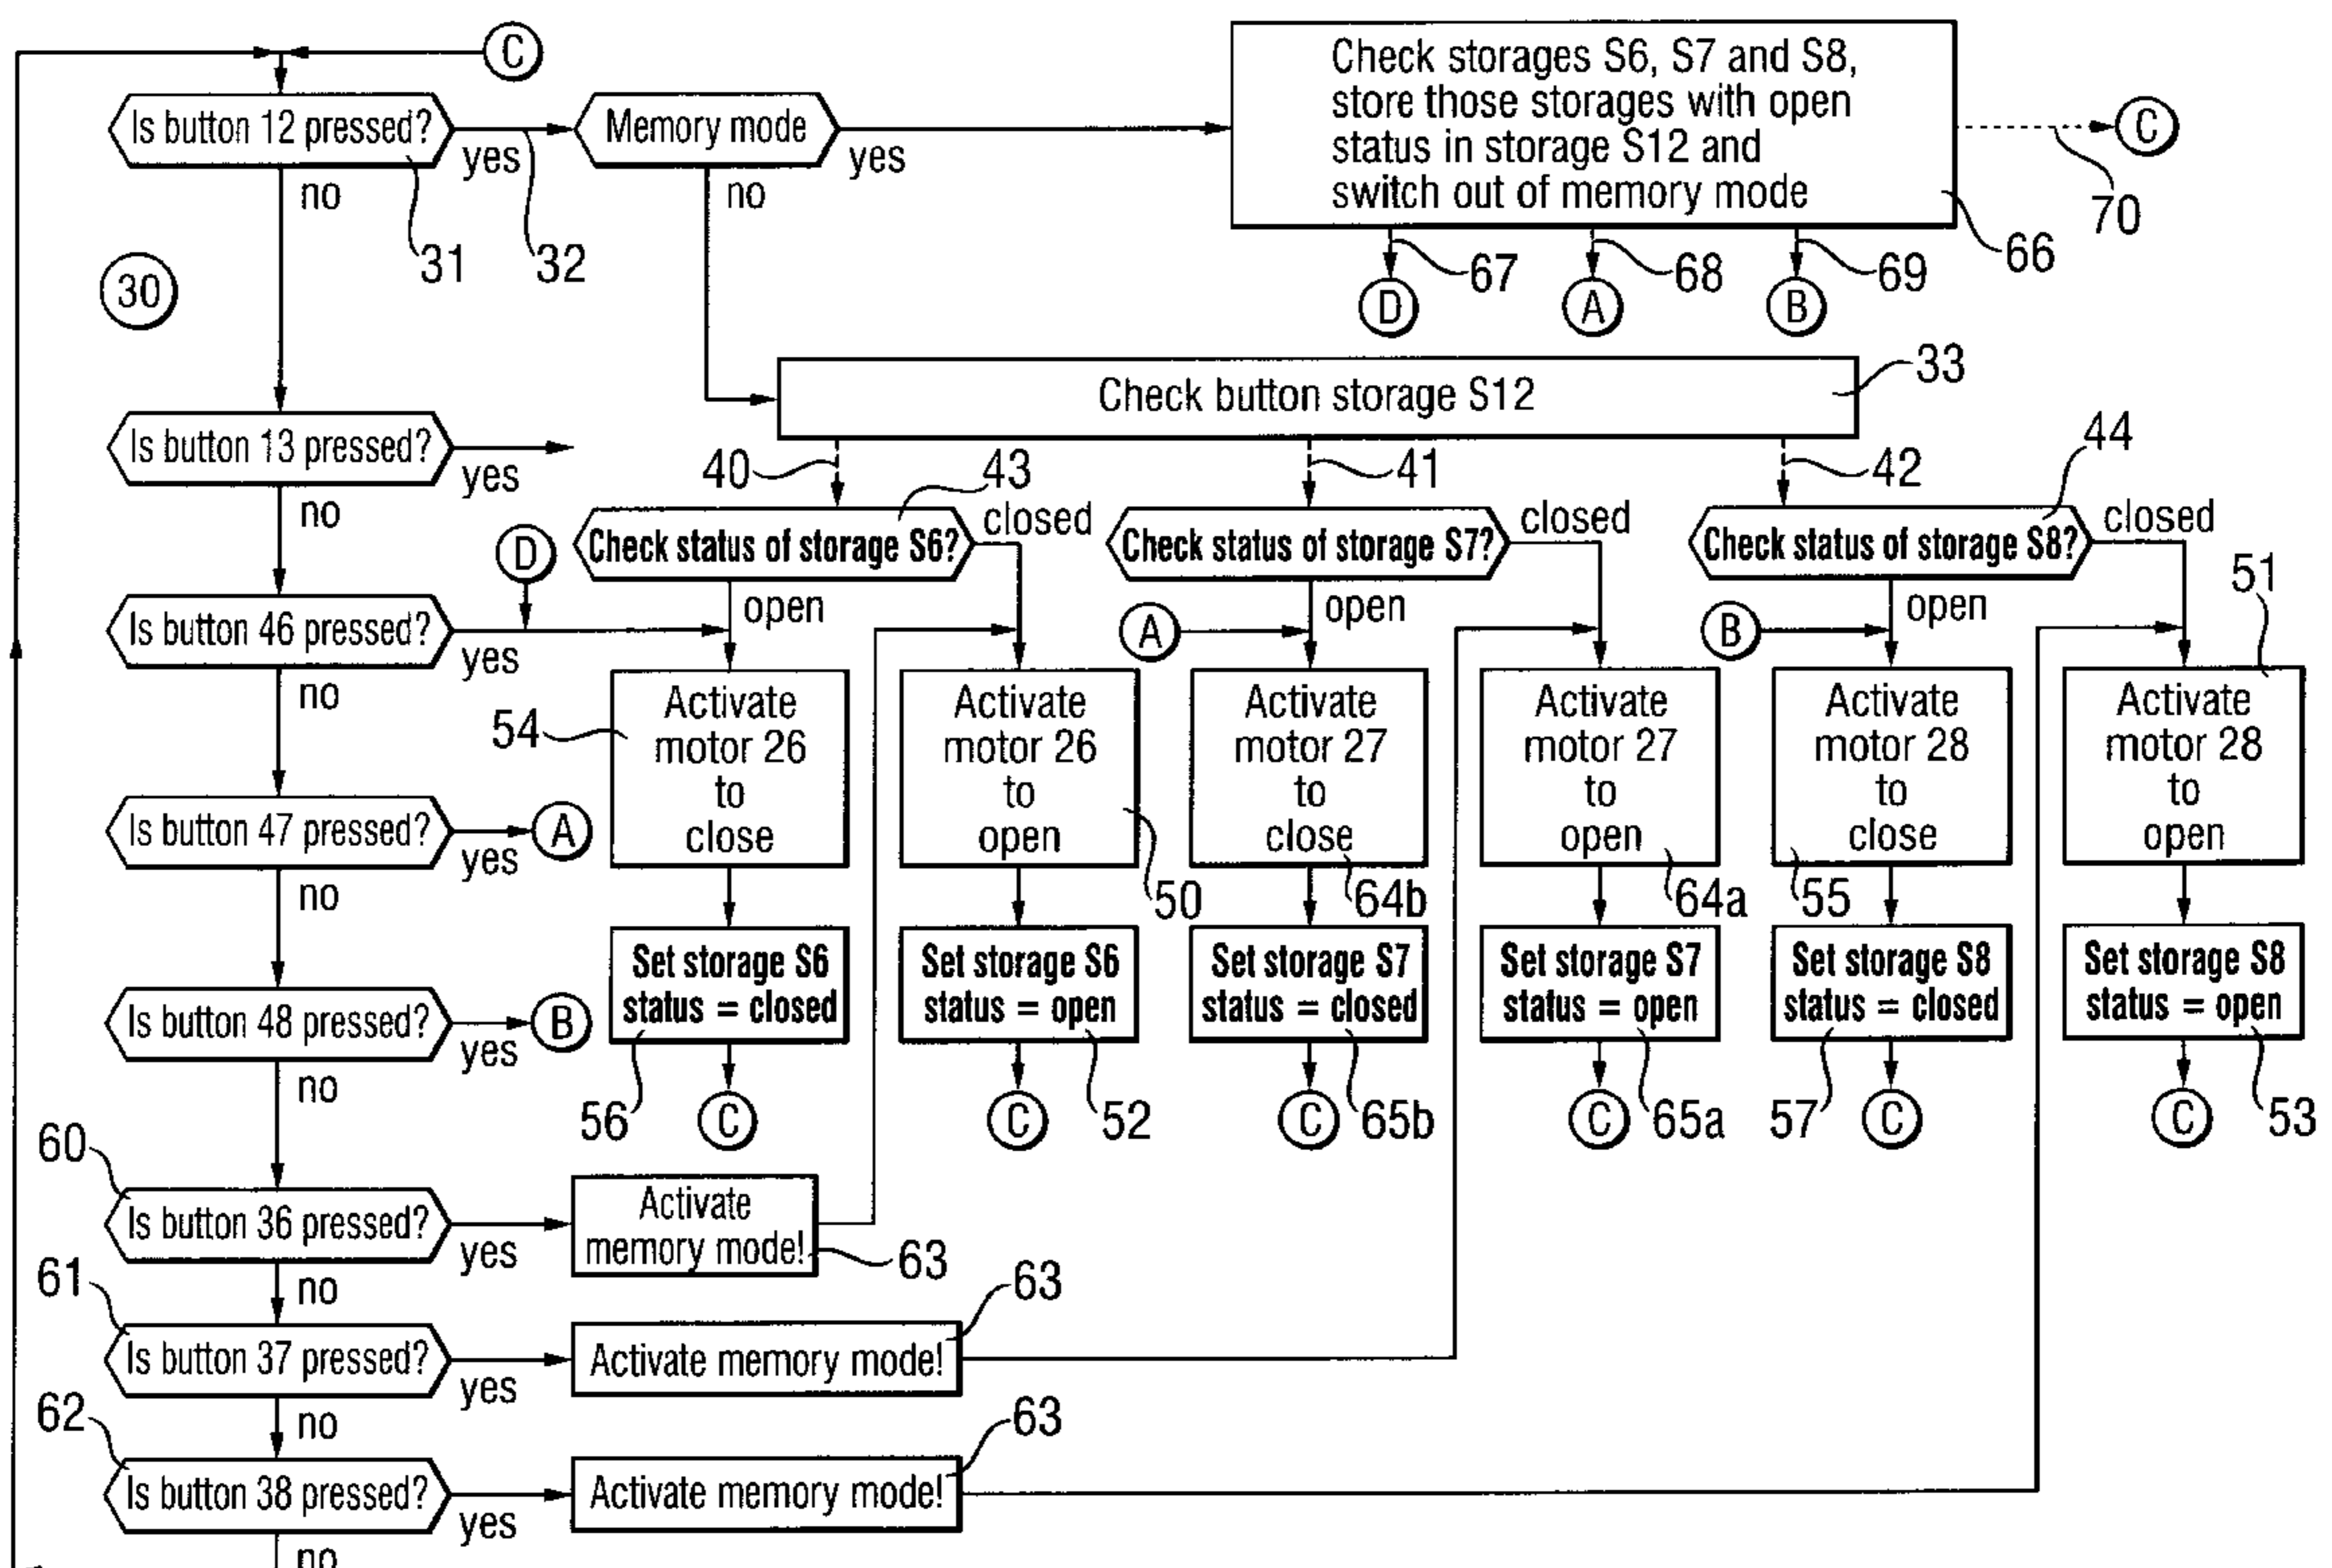 C
Is button 12 pressed?
yes
no
31
32
Memory mode
yes
no
Check storages S6, S7 and S8,
store those storages with open
status in storage S12 and
switch out of memory mode
C
70
66
67
68
69
D
A
B
30
Check button storage S12
33
Is button 13 pressed?
yes
no
40
41
42
43
44
Check status of storage S6?
closed
open
Check status of storage S7?
closed
open
Check status of storage S8?
closed
open
D
A
B
51
Is button 46 pressed?
yes
no
54
Activate
motor 26
to
close
Activate
motor 26
to
open
50
Activate
motor 27
to
close
64b
Activate
motor 27
to
open
64a
Activate
motor 28
to
close
55
Activate
motor 28
to
open
Is button 47 pressed?
yes
A
no
Set storage S6
status = closed
Set storage S6
status = open
Set storage S7
status = closed
Set storage S7
status = open
Set storage S8
status = closed
Set storage S8
status = open
Is button 48 pressed?
yes
B
no
56
C
C
52
C
65b
C
65a
57
C
C
53
60
Is button 36 pressed?
yes
no
Activate
memory mode!
63
61
Is button 37 pressed?
yes
no
Activate memory mode!
63
62
Is button 38 pressed?
yes
no
Activate memory mode!
63